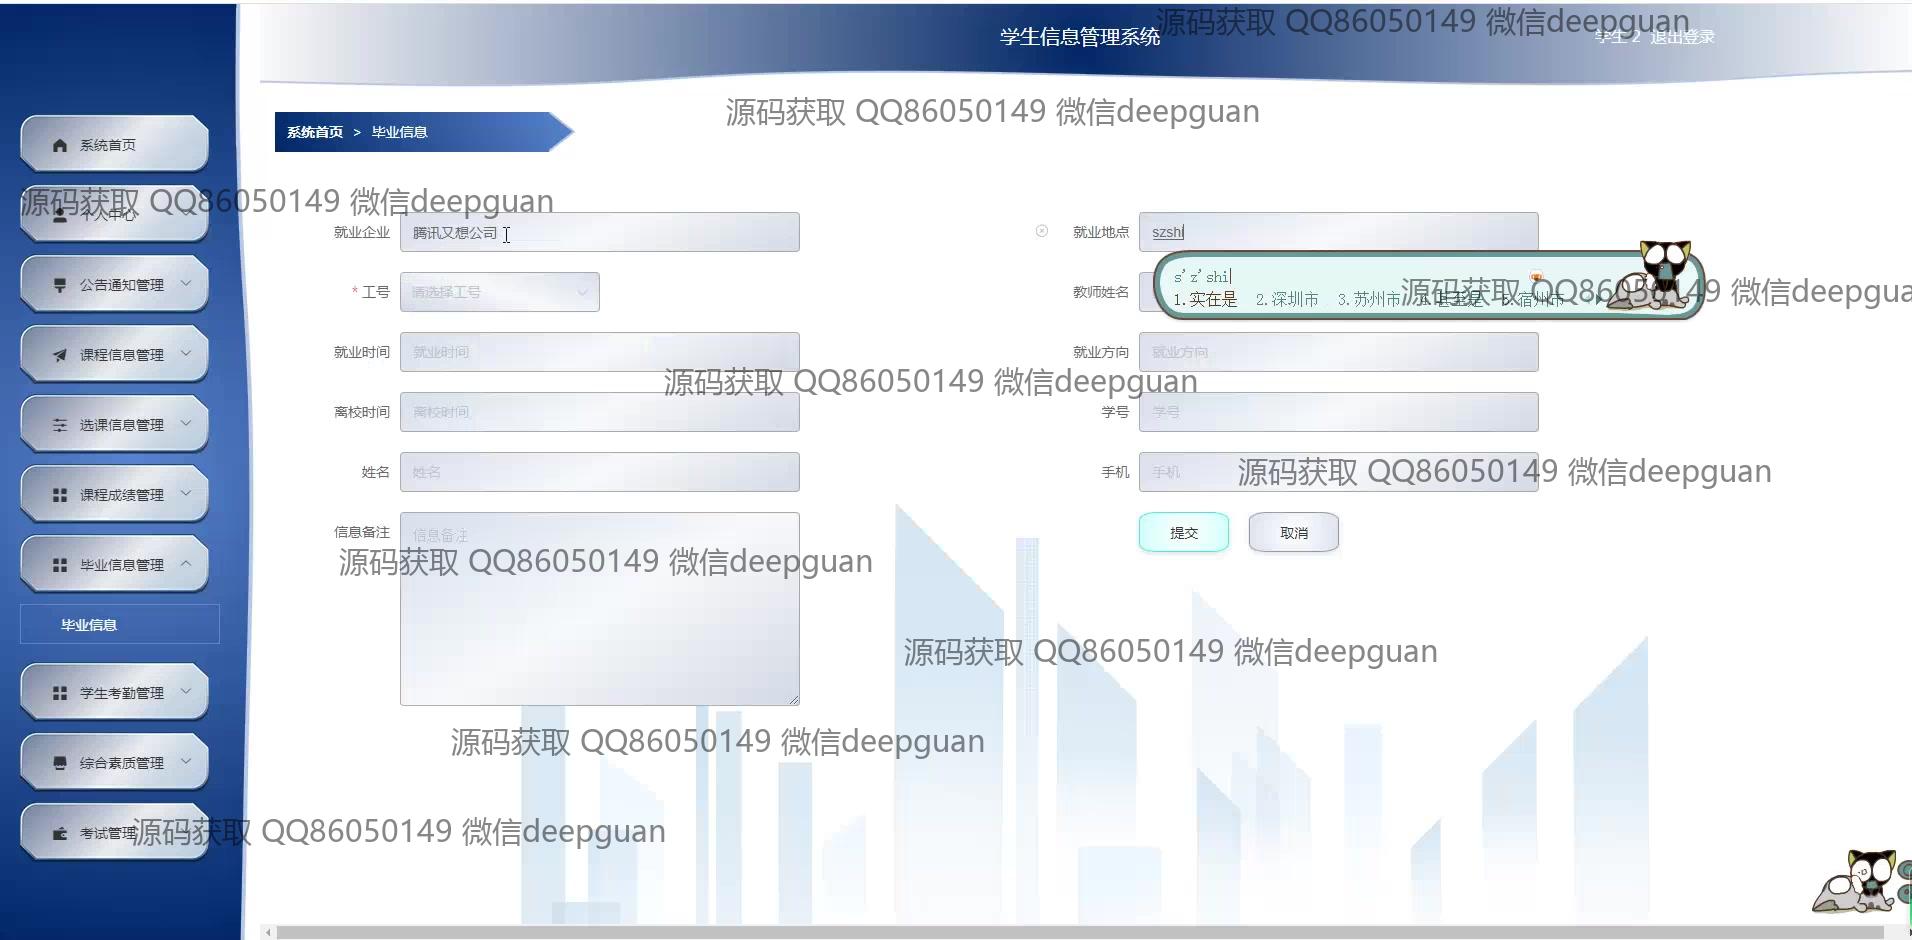 学生信息管理系统
源码获取 QQ86050149 微信deepguan
学生2 退出登录
源码获取 QQ86050149 微信deepguan
系统首页 > 毕业信息
系统首页
源码获取 QQ86050149 微信deepguan
个人中心
公告通知管理
课程信息管理
选课信息管理
课程成绩管理
毕业信息管理
毕业信息
学生考勤管理
综合素质管理
考试管理
就业企业 腾讯又想公司
就业地点 szshi
* 工号 请选择工号
教师姓名
s'z'shi
1.实在是 2.深圳市 3.苏州市 4.甚至是 5.宿州市
源码获取 QQ86050149 微信deepgua
就业时间 就业时间
就业方向 就业方向
源码获取 QQ86050149 微信deepguan
离校时间 离校时间
学号 学号
姓名 姓名
手机 手机
源码获取 QQ86050149 微信deepguan
信息备注 信息备注
提交 取消
源码获取 QQ86050149 微信deepguan
源码获取 QQ86050149 微信deepguan
源码获取 QQ86050149 微信deepguan
源码获取 QQ86050149 微信deepguan